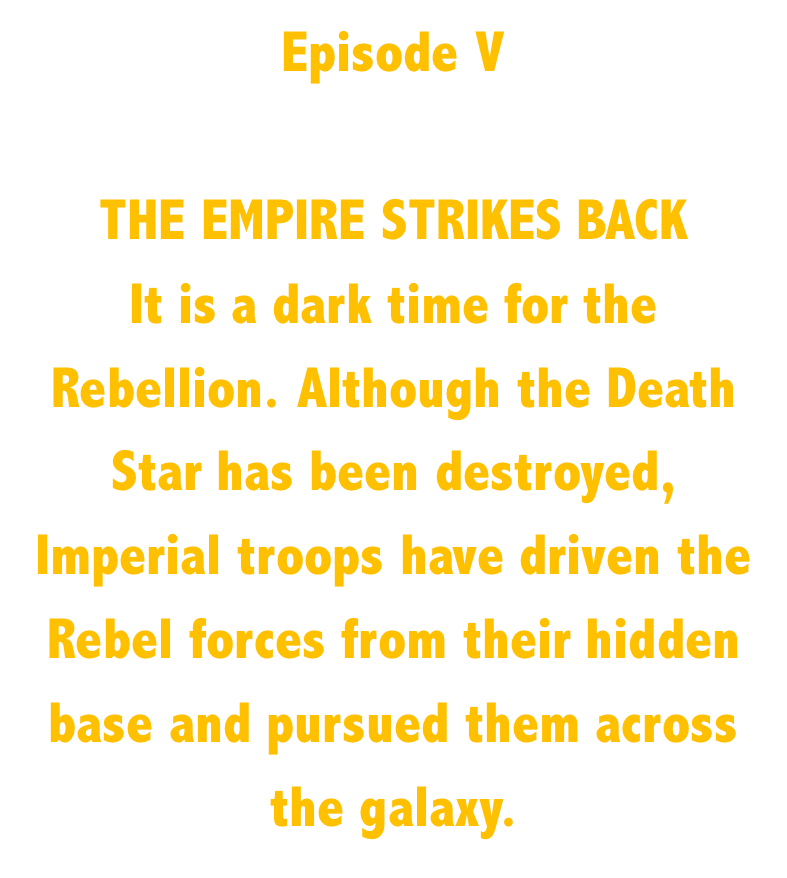 Episode V
THE EMPIRE STRIKES BACK
It is a dark time for the
Rebellion. Although the Death
Star has been destroyed,
Imperial troops have driven the
Rebel forces from their hidden
base and pursued them across
the galaxy.